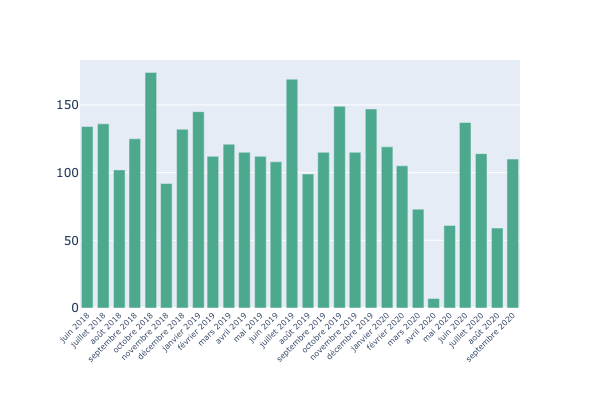 150
100
50
0
juin 2018
juillet 2018
août 2018
septembre 2018
octobre 2018
novembre 2018
décembre 2018
janvier 2019
février 2019
mars 2019
avril 2019
mai 2019
juin 2019
juillet 2019
août 2019
septembre 2019
octobre 2019
novembre 2019
décembre 2019
janvier 2020
février 2020
mars 2020
avril 2020
mai 2020
juin 2020
juillet 2020
août 2020
septembre 2020